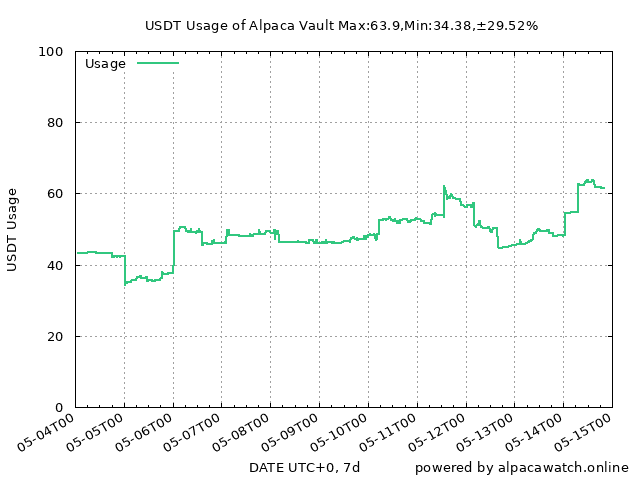 USDT Usage of Alpaca Vault Max:63.9,Min:34.38,±29.52%
Usage
100
80
60
40
20
0
USDT Usage
05-04T00
05-05T00
05-06T00
05-07T00
05-08T00
05-09T00
05-10T00
05-11T00
05-12T00
05-13T00
05-14T00
05-15T00
DATE UTC+0, 7d
powered by alpacawatch.online